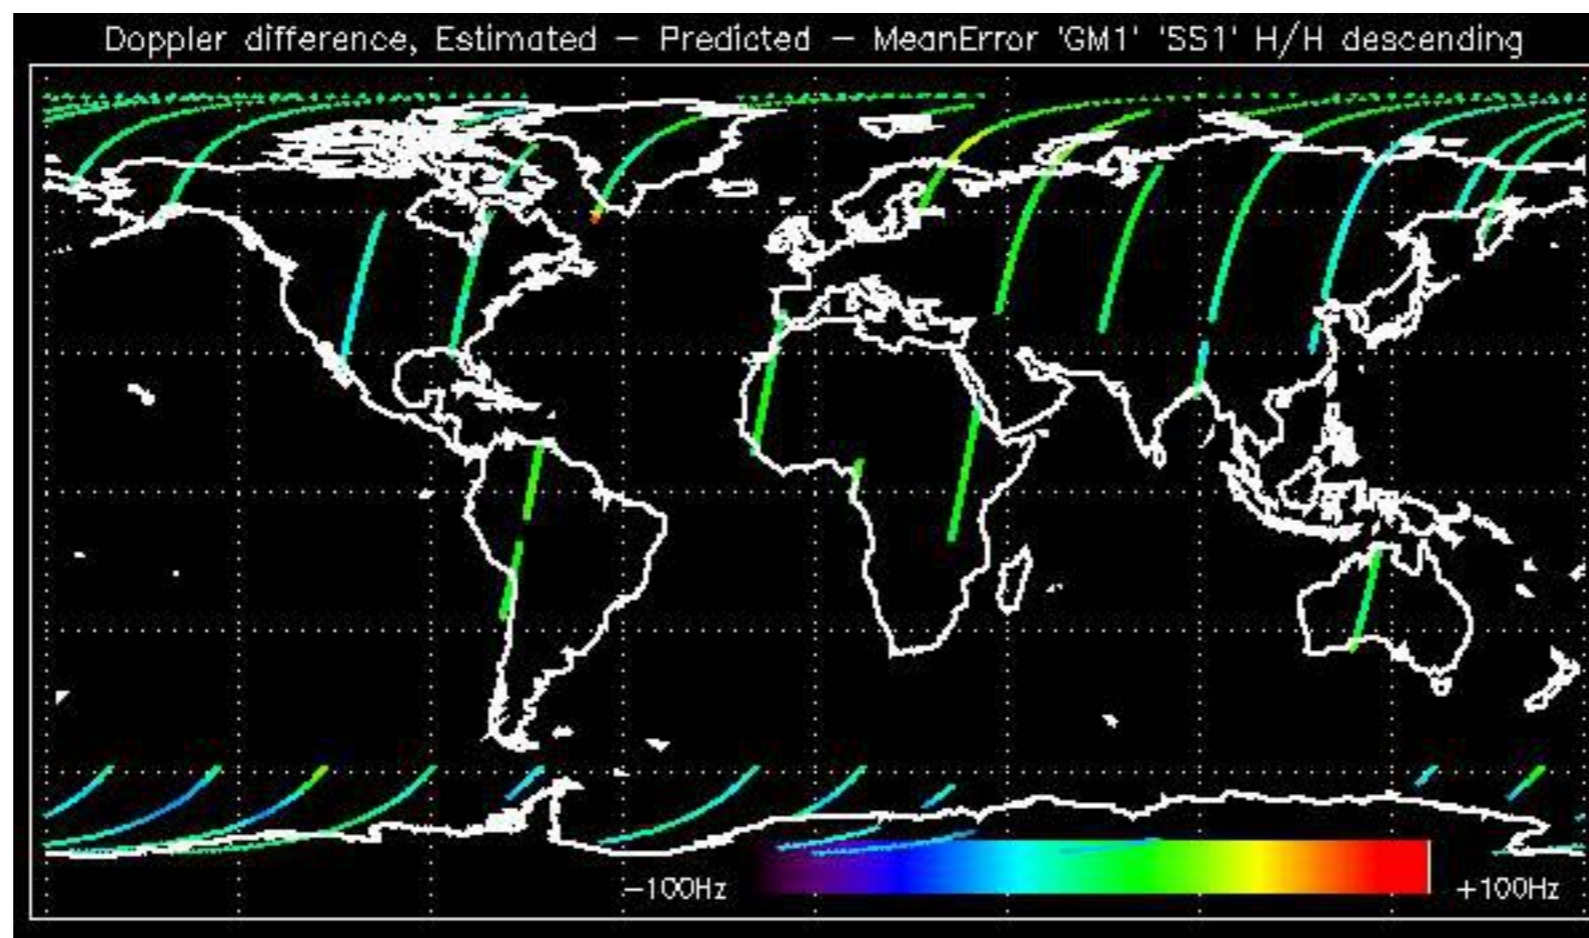 Doppler difference, Estimated — Predicted — MeanError 'GM1' 'SS1' H/H descending
−100Hz
+100Hz